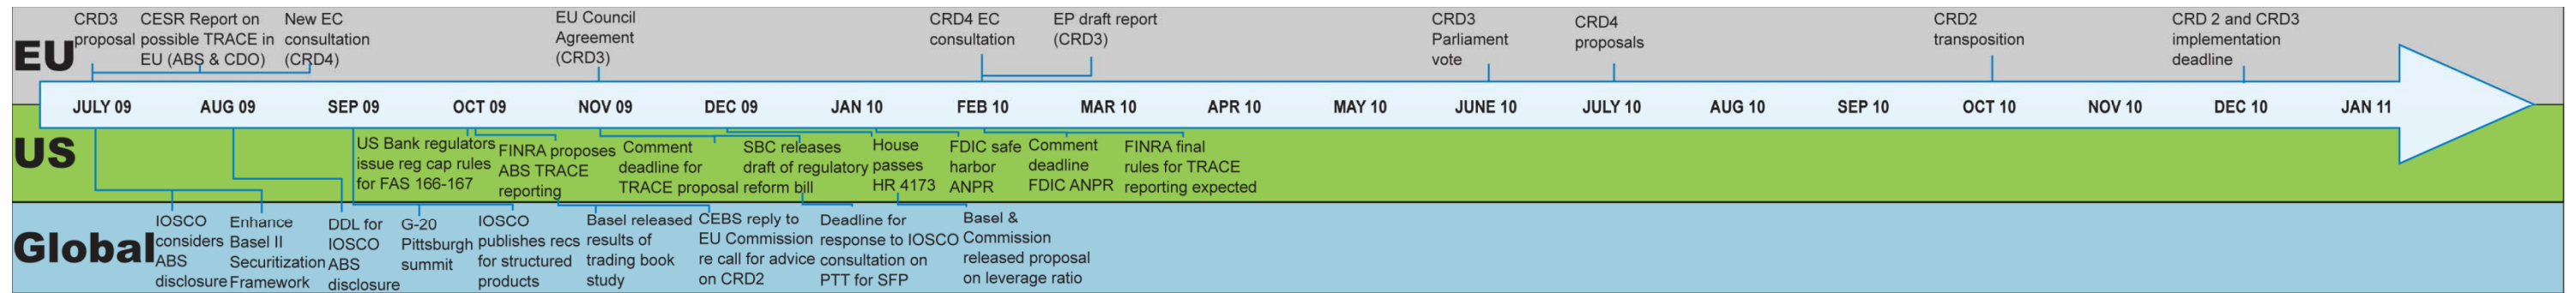 EU
CRD3
proposal
CESR Report on
possible TRACE in
EU (ABS & CDO)
New EC
consultation
(CRD4)
EU Council
Agreement
(CRD3)
CRD4 EC
consultation
EP draft report
(CRD3)
CRD3
Parliament
vote
CRD4
proposals
CRD2
transposition
CRD 2 and CRD3
implementation
deadline
JULY 09 AUG 09 SEP 09 OCT 09 NOV 09 DEC 09 JAN 10 FEB 10 MAR 10 APR 10 MAY 10 JUNE 10 JULY 10 AUG 10 SEP 10 OCT 10 NOV 10 DEC 10 JAN 11
US
US Bank regulators
issue reg cap rules
for FAS 166-167
FINRA proposes
ABS TRACE
reporting
Comment
deadline for
TRACE proposal
SBC releases
draft of regulatory
reform bill
House
passes
HR 4173
FDIC safe
harbor
ANPR
Comment
deadline
FDIC ANPR
FINRA final
rules for TRACE
reporting expected
Global
IOSCO
considers
ABS
disclosure
Enhance
Basel II
Securitization
Framework
DDL for
IOSCO
ABS
disclosure
G-20
Pittsburgh
summit
IOSCO
publishes recs
for structured
products
Basel released
results of
trading book
study
CEBS reply to
EU Commission
re call for advice
on CRD2
Deadline for
response to IOSCO
consultation on
PTT for SFP
Basel &
Commission
released proposal
on leverage ratio